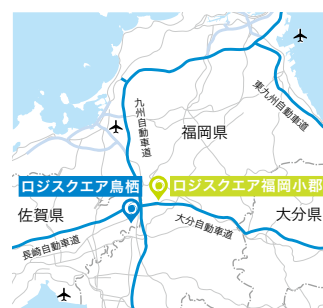 東九州自動車道
九州自動車道
福岡県
ロジスクエア鳥栖
ロジスクエア福岡小郡
佐賀県
大分自動車道
大分県
長崎自動車道